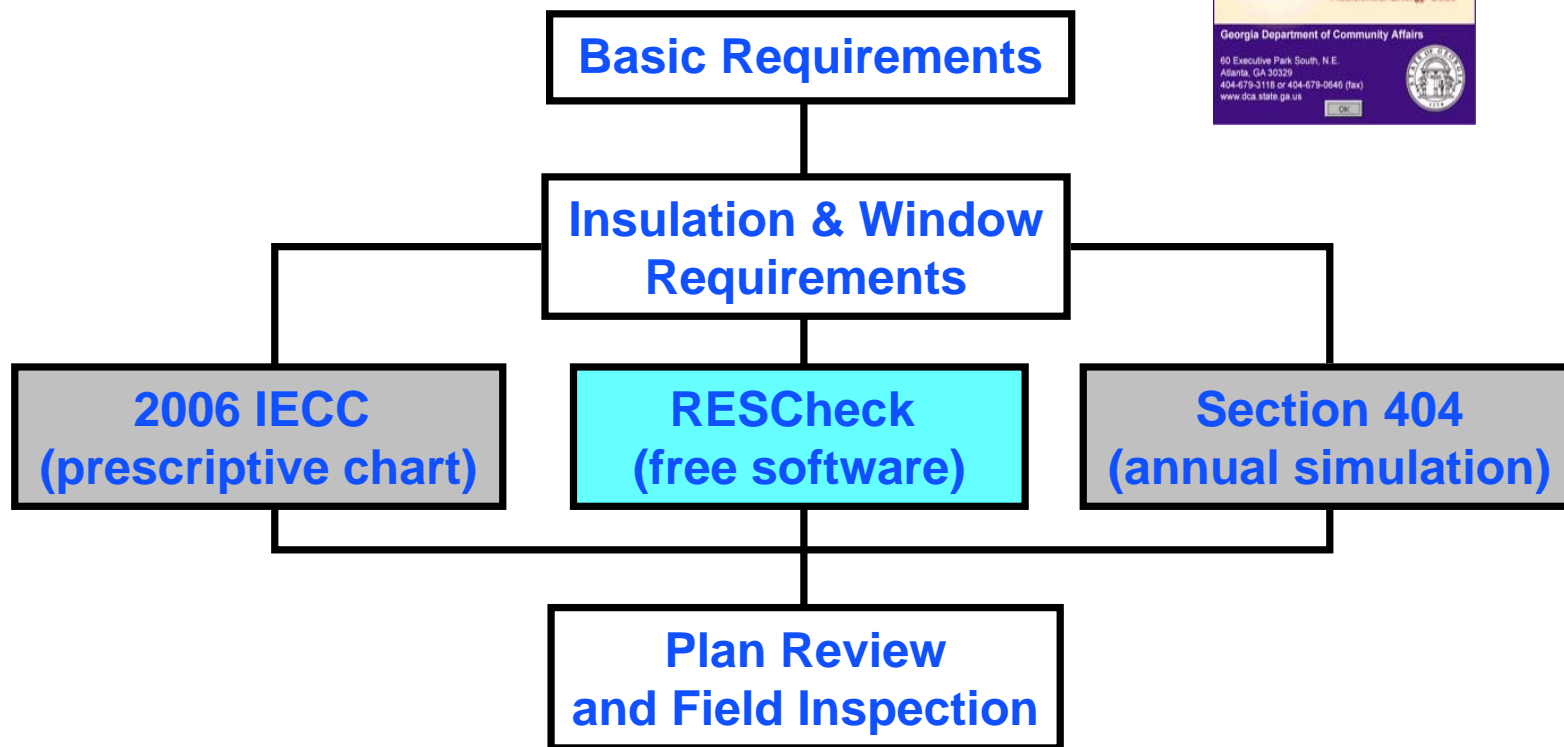 Georgia Department of Community Affairs
60 Executive Park South, N.E.
Atlanta, GA 30329
404-679-3118 or 404-679-0646 (fax)
www.dca.state.ga.us
OK
Basic Requirements
Insulation & Window
Requirements
2006 IECC
(prescriptive chart)
RESCheck
(free software)
Section 404
(annual simulation)
Plan Review
and Field Inspection